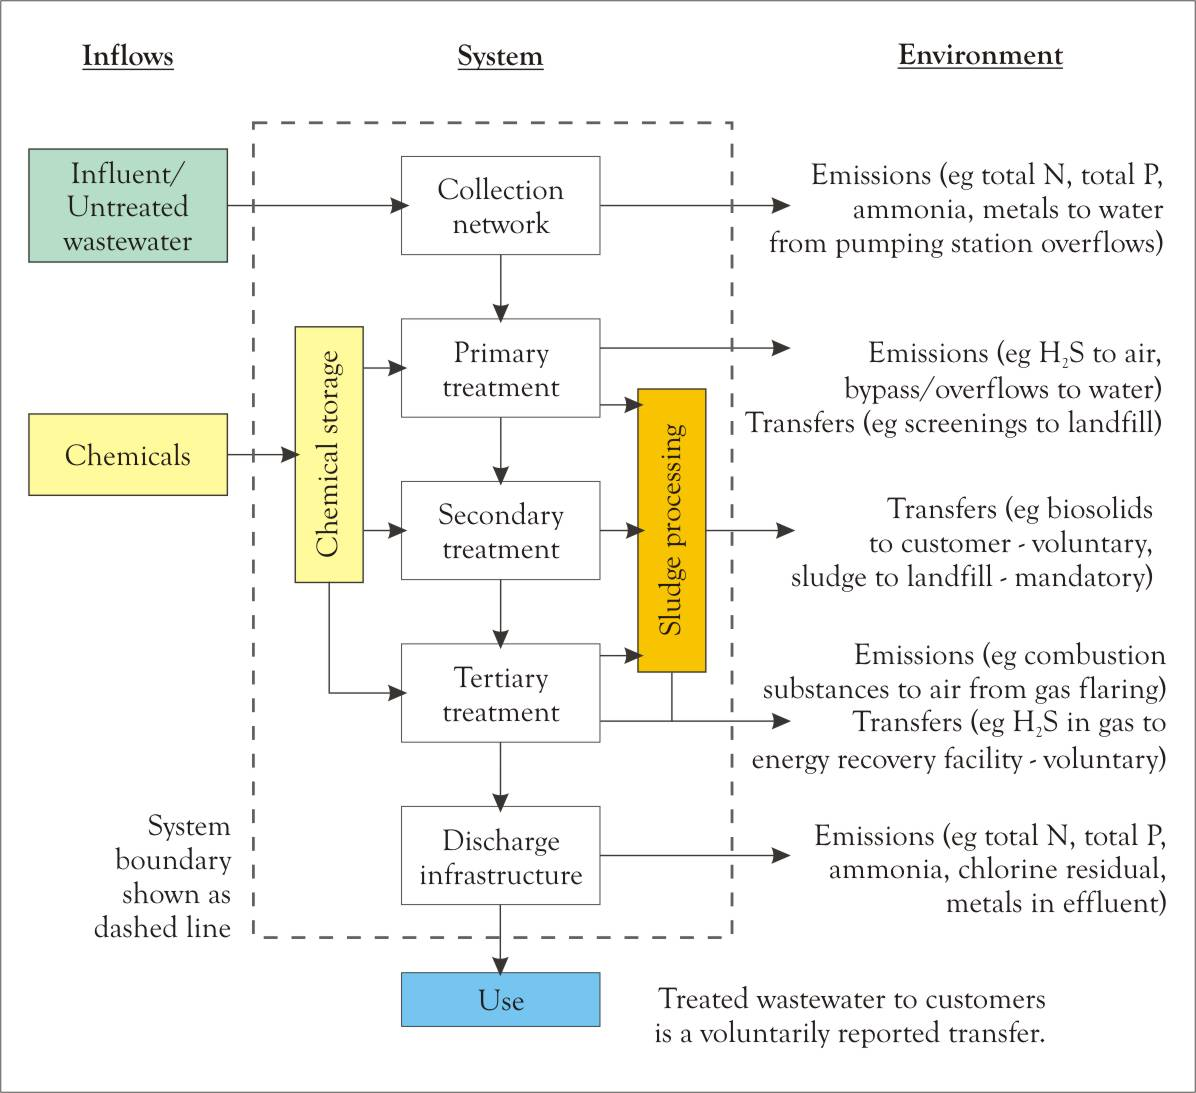 Inflows
System
Environment
Influent/
Untreated
wastewater
Collection
network
Emissions (eg total N, total P,
ammonia, metals to water
from pumping station overflows)
Chemicals
Chemical storage
Primary
treatment
Emissions (eg H₂S to air,
bypass/overflows to water)
Transfers (eg screenings to landfill)
Secondary
treatment
Sludge processing
Transfers (eg biosolids
to customer - voluntary,
sludge to landfill - mandatory)
Tertiary
treatment
Emissions (eg combustion
substances to air from gas flaring)
Transfers (eg H₂S in gas to
energy recovery facility - voluntary)
System
boundary
shown as
dashed line
Discharge
infrastructure
Emissions (eg total N, total P,
ammonia, chlorine residual,
metals in effluent)
Use
Treated wastewater to customers
is a voluntarily reported transfer.